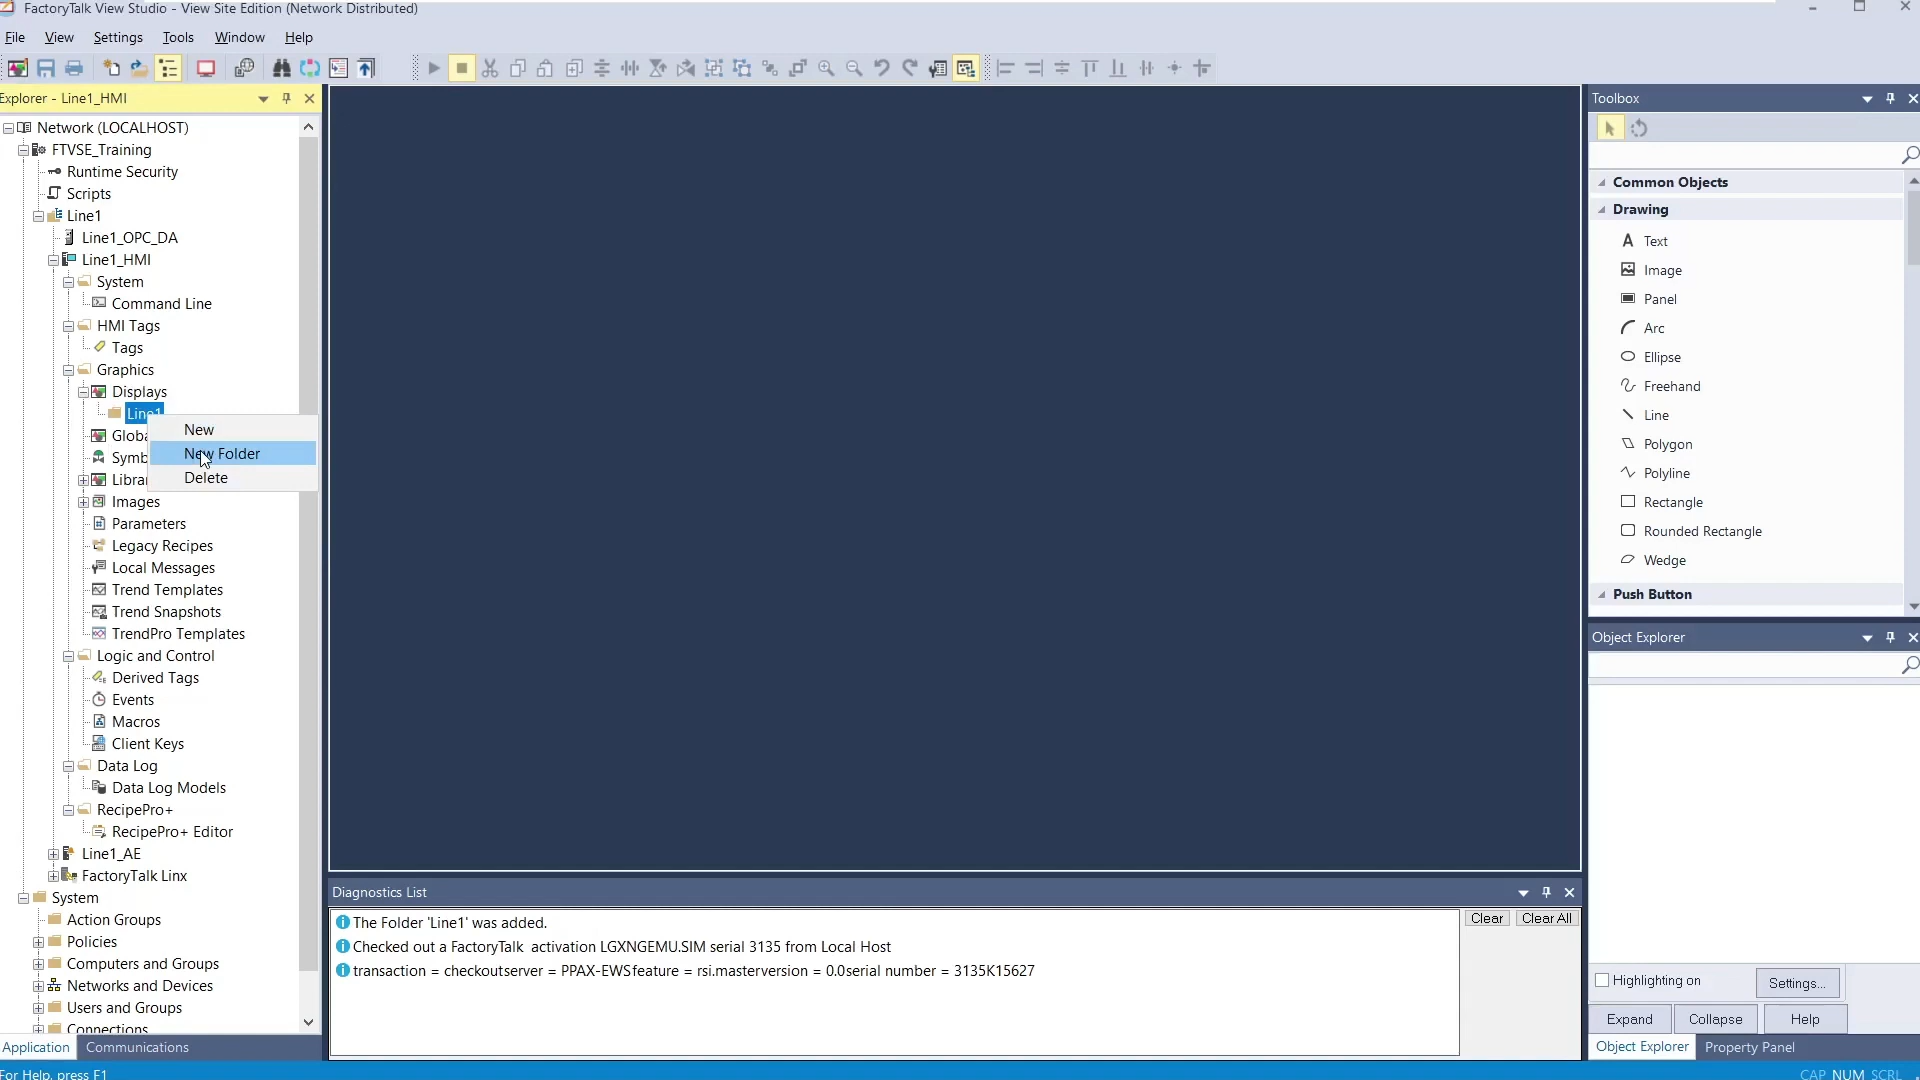 FactoryTalk View Studio - View Site Edition (Network Distributed)
File View Settings Tools Window Help
Explorer - Line1_HMI
Network (LOCALHOST)
FTVSE_Training
Runtime Security
Scripts
Line1
Line1_OPC_DA
Line1_HMI
System
Command Line
HMI Tags
Tags
Graphics
Displays
Line1
New
Globa
New Folder
Symb
Delete
Librar
Images
Parameters
Legacy Recipes
Local Messages
Trend Templates
Trend Snapshots
TrendPro Templates
Logic and Control
Derived Tags
Events
Macros
Client Keys
Data Log
Data Log Models
RecipePro+
RecipePro+ Editor
Line1_AE
FactoryTalk Linx
System
Action Groups
Policies
Computers and Groups
Networks and Devices
Users and Groups
Connections
Application Communications
For Help, press F1
Diagnostics List
The Folder 'Line1' was added.
Checked out a FactoryTalk activation LGXNGEMU.SIM serial 3135 from Local Host
transaction = checkoutserver = PPAX-EWSfeature = rsi.masterversion = 0.0serial number = 3135K15627
Clear Clear All
Toolbox
Common Objects
Drawing
Text
Image
Panel
Arc
Ellipse
Freehand
Line
Polygon
Polyline
Rectangle
Rounded Rectangle
Wedge
Push Button
Object Explorer
Highlighting on Settings...
Expand Collapse Help
Object Explorer Property Panel
CAP NUM SCRL